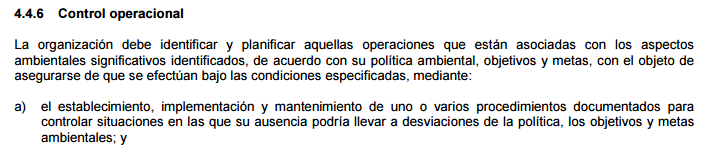 4.4.6 Control operacional
La organización debe identificar y planificar aquellas operaciones que están asociadas con los aspectos
ambientales significativos identificados, de acuerdo con su política ambiental, objetivos y metas, con el objeto de
asegurarse de que se efectúan bajo las condiciones especificadas, mediante:
a) el establecimiento, implementación y mantenimiento de uno o varios procedimientos documentados para
controlar situaciones en las que su ausencia podría llevar a desviaciones de la política, los objetivos y metas
ambientales; y